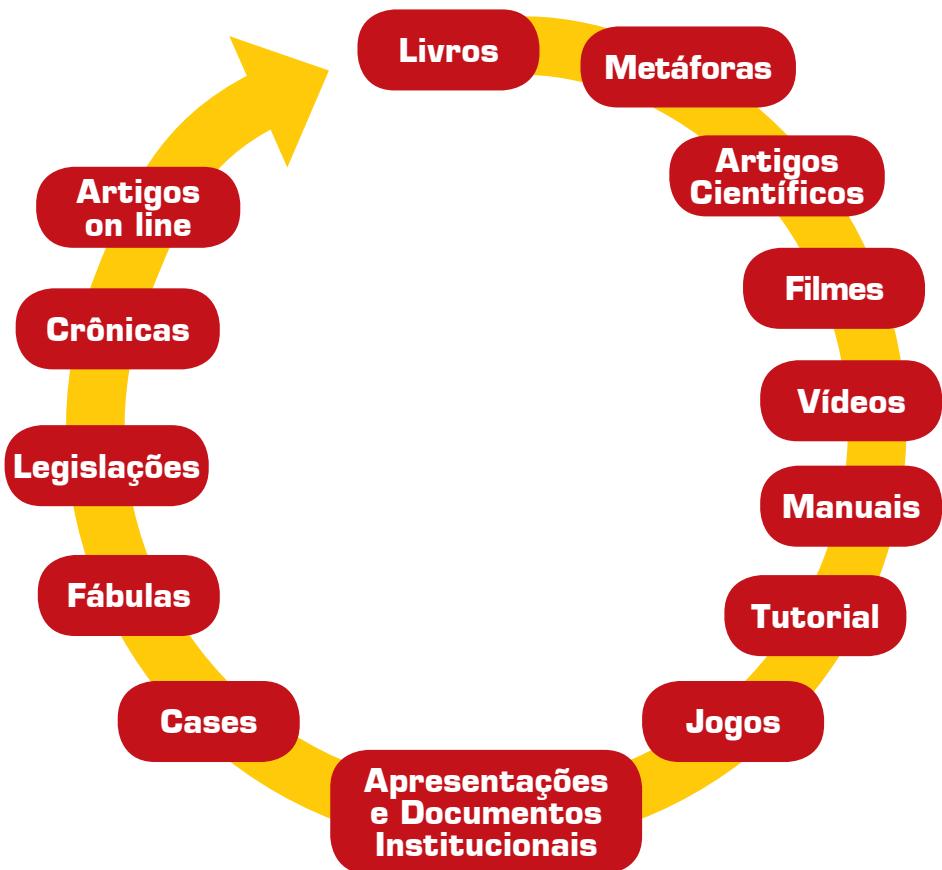 Livros
Metáforas
Artigos
Científicos
Filmes
Vídeos
Manuais
Tutorial
Jogos
Apresentações
e Documentos
Institucionais
Cases
Fábulas
Legislações
Crônicas
Artigos
on line